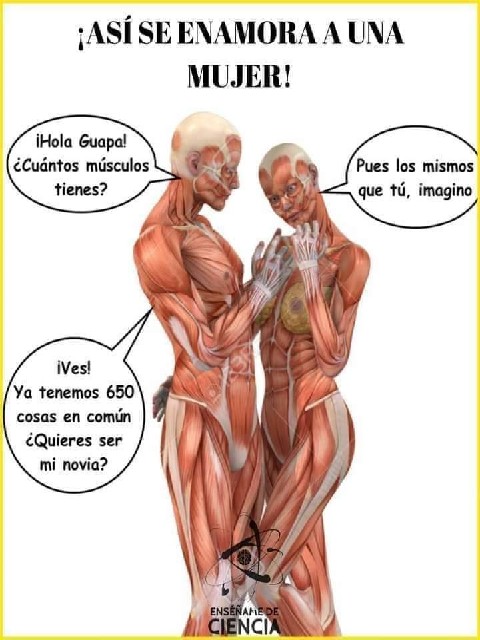 ¡ASÍ SE ENAMORA A UNA
MUJER!
¡Hola Guapa!
¿Cuántos músculos
tienes?
Pues los mismos
que tú, imagino
¡Ves!
Ya tenemos 650
cosas en común
¿Quieres ser
mi novia?
ENSÉÑAME DE
CIENCIA